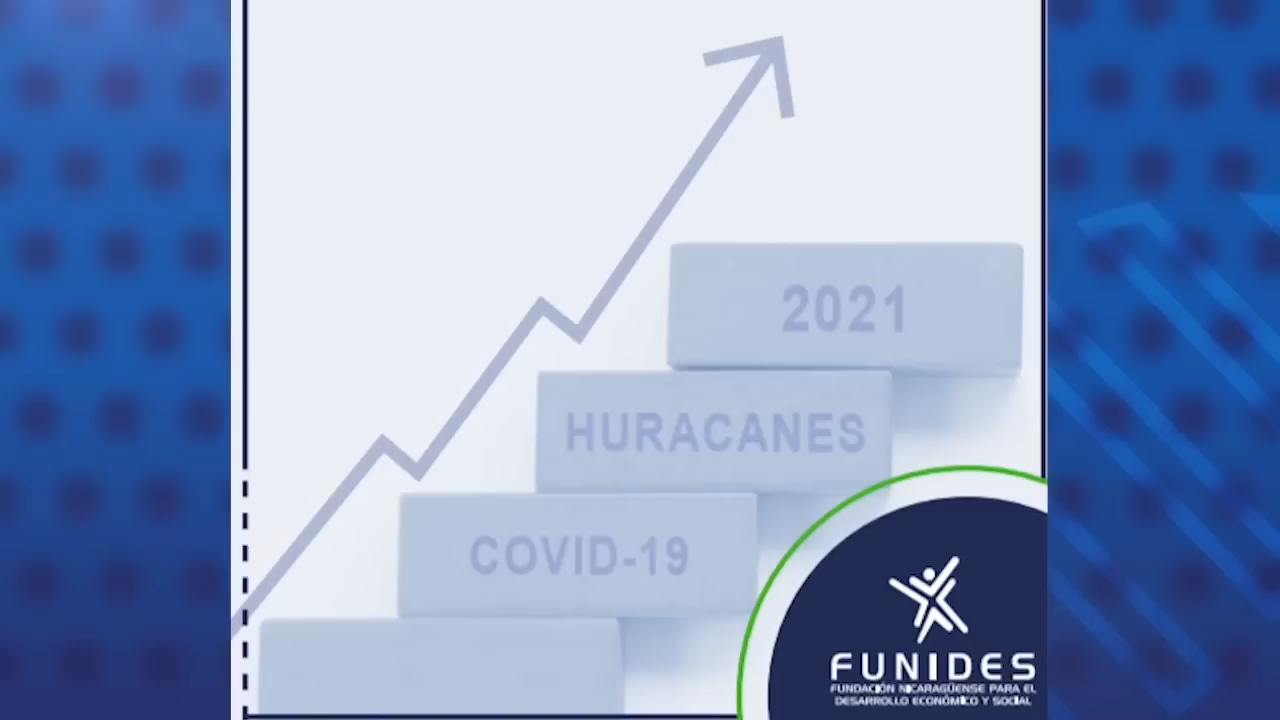 2021
HURACANES
COVID-19
FUNIDES
FUNDACIÓN NICARAGÜENSE PARA EL
DESARROLLO ECONÓMICO Y SOCIAL